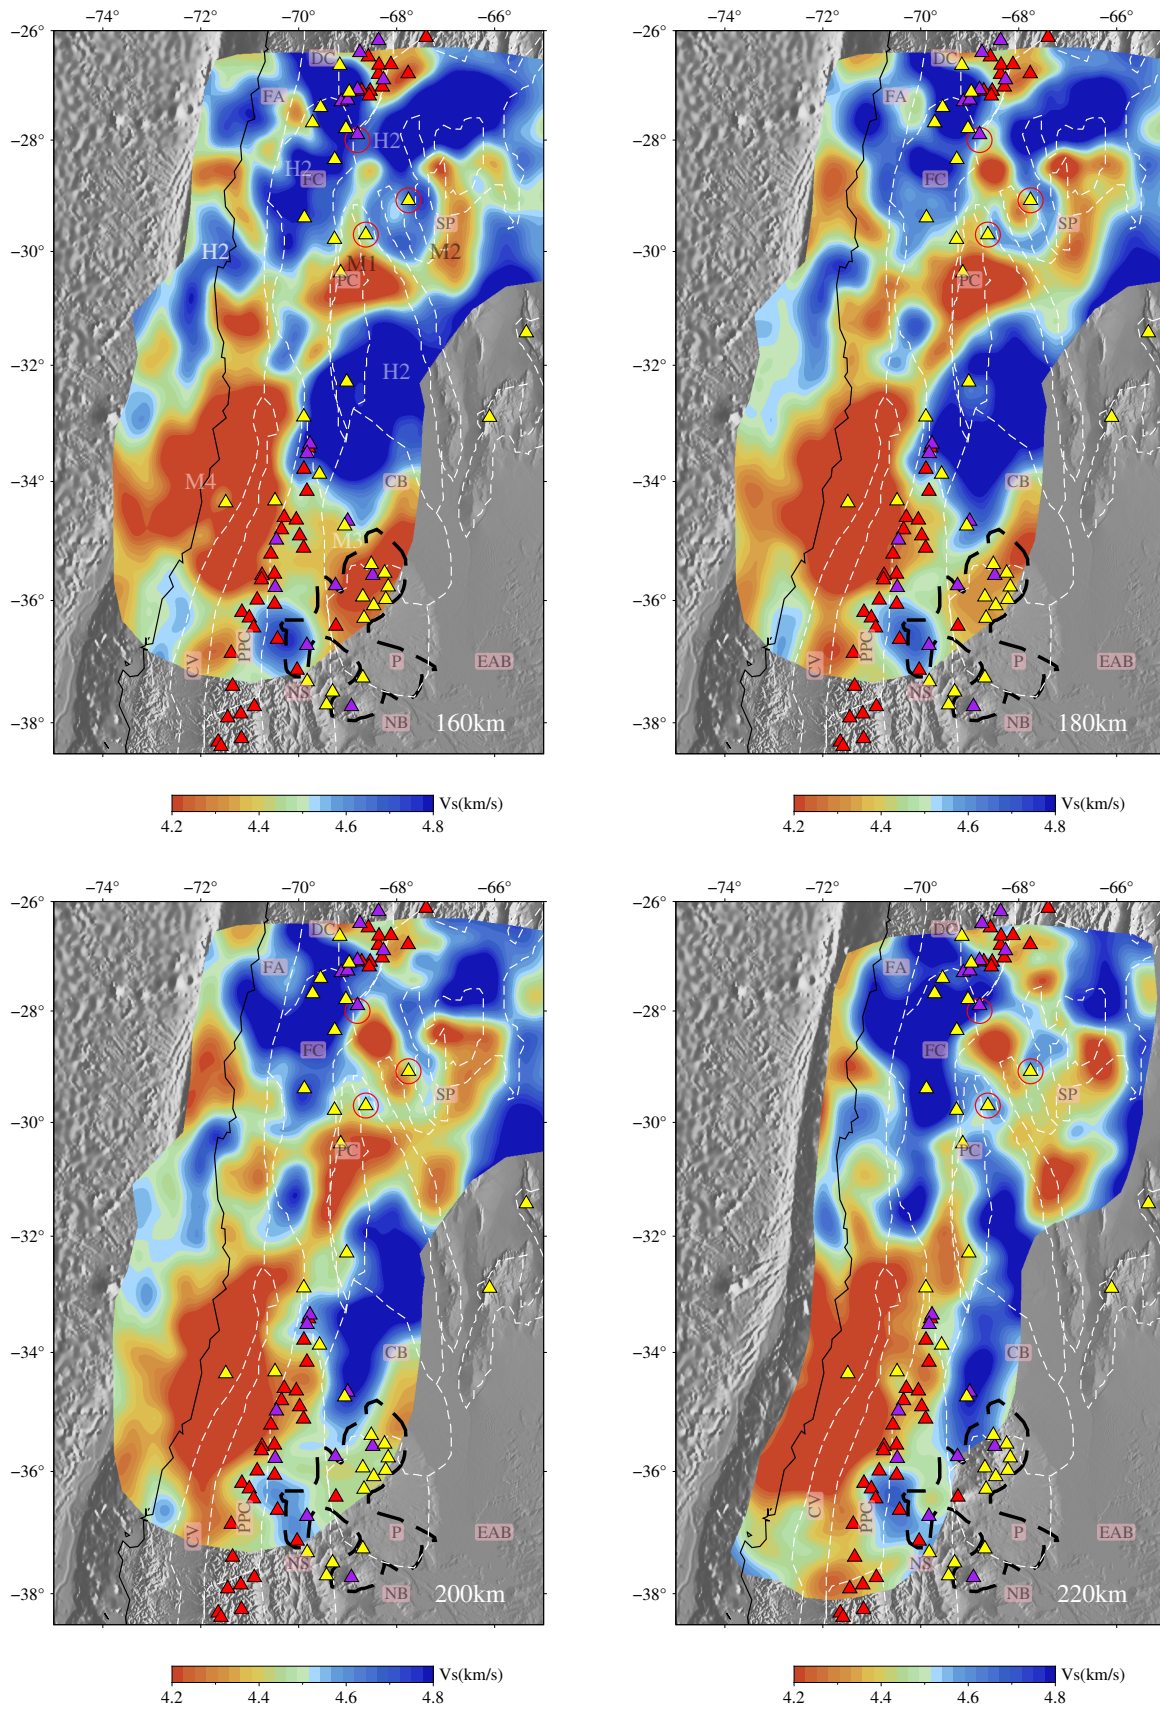 −74° −72° −70° −68° −66°
−26°
−28°
−30°
−32°
−34°
−36°
−38°
DC
FA
H2
H2
FC
SP
H2
M2
M1
PC
H2
M4
CB
M3
CV
PPC
P
EAB
NS
NB
160km
Vs(km/s)
4.2 4.4 4.6 4.8
−74° −72° −70° −68° −66°
−26°
−28°
−30°
−32°
−34°
−36°
−38°
DC
FA
FC
SP
PC
CB
CV
PPC
P
EAB
NS
NB
180km
Vs(km/s)
4.2 4.4 4.6 4.8
−74° −72° −70° −68° −66°
−26°
−28°
−30°
−32°
−34°
−36°
−38°
DC
FA
FC
SP
PC
CB
CV
PPC
P
EAB
NS
NB
200km
Vs(km/s)
4.2 4.4 4.6 4.8
−74° −72° −70° −68° −66°
−26°
−28°
−30°
−32°
−34°
−36°
−38°
DC
FA
FC
SP
PC
CB
CV
PPC
P
EAB
NS
NB
220km
Vs(km/s)
4.2 4.4 4.6 4.8